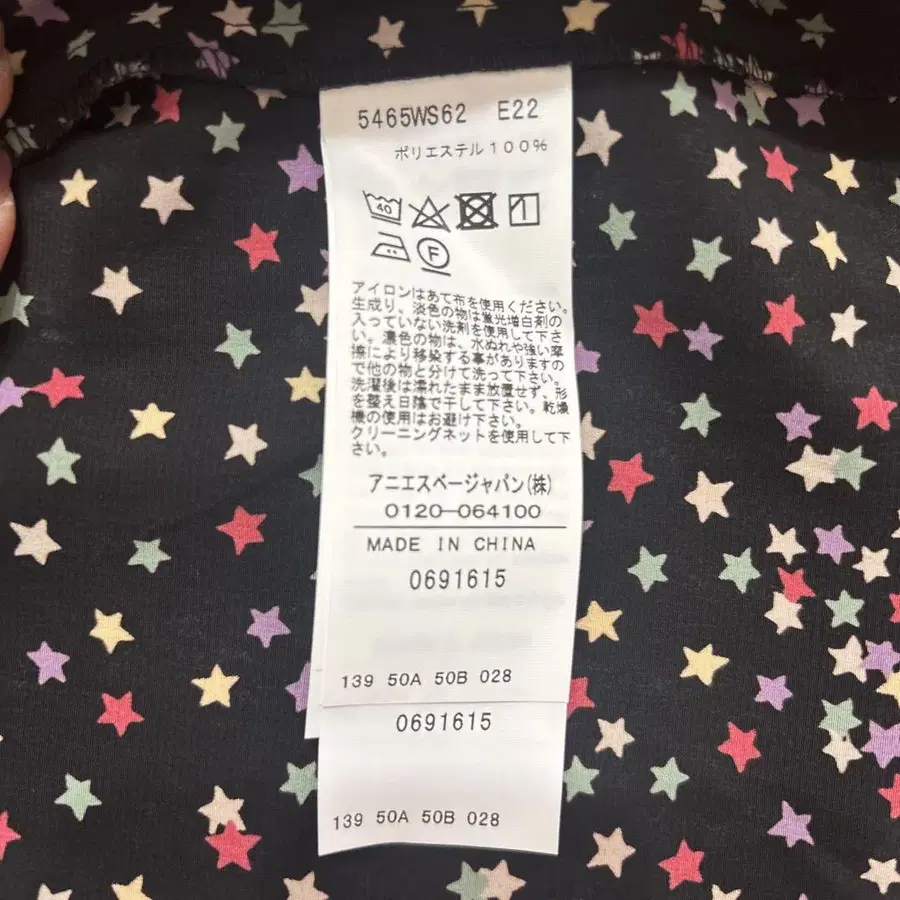 5465WS62 E22
ポリエステル100%
40
F
アイロンはあて布を使用ください。
生成り、淡色の物は蛍光増白剤の
入っていない洗剤を使用して下さ
い。濃色の物は、水ぬれや強い摩
擦により移染する事がありますの
で他の物と分けて洗って下さい。
洗濯後は濡れたまま放置せず、形
を整え日陰で干して下さい。乾燥
機の使用はお避け下さい。
クリーニングネットを使用して下
さい。
アニエスベージャパン(株)
0120-064100
MADE IN CHINA
0691615
139 50A 50B 028
0691615
139 50A 50B 028